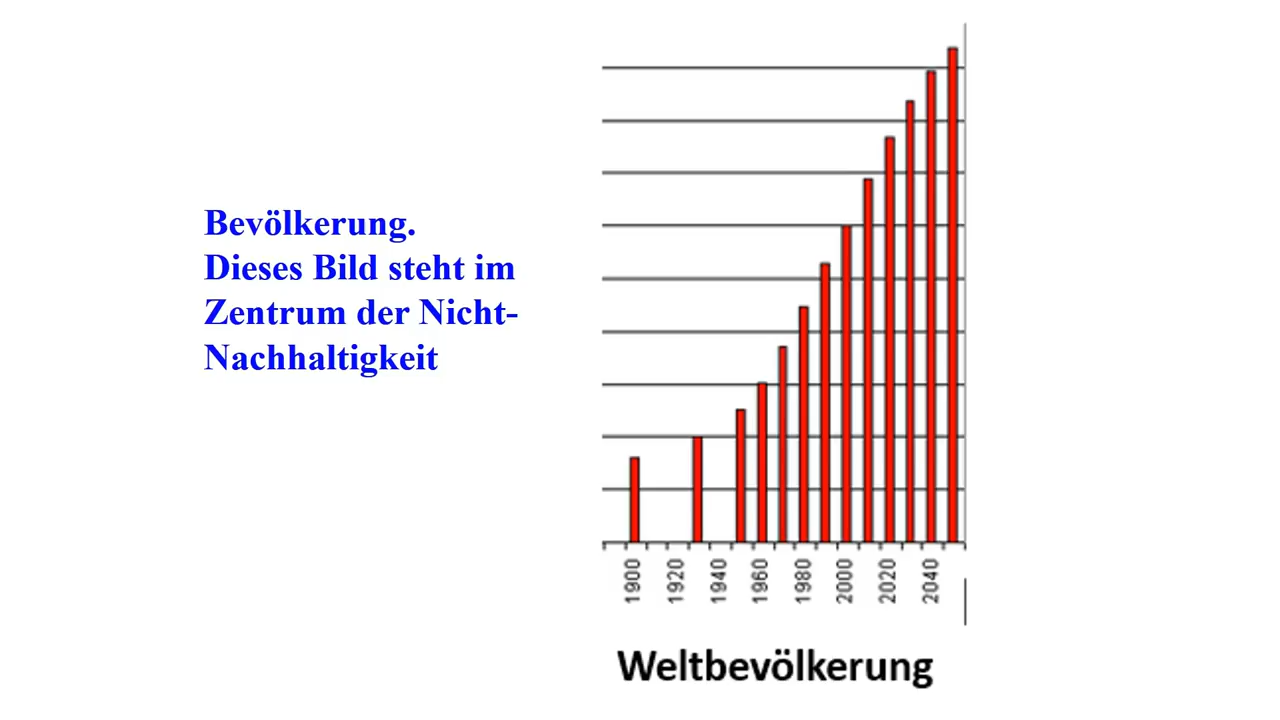 Bevölkerung.
Dieses Bild steht im
Zentrum der Nicht-
Nachhaltigkeit
1900
1920
1940
1960
1980
2000
2020
2040
Weltbevölkerung